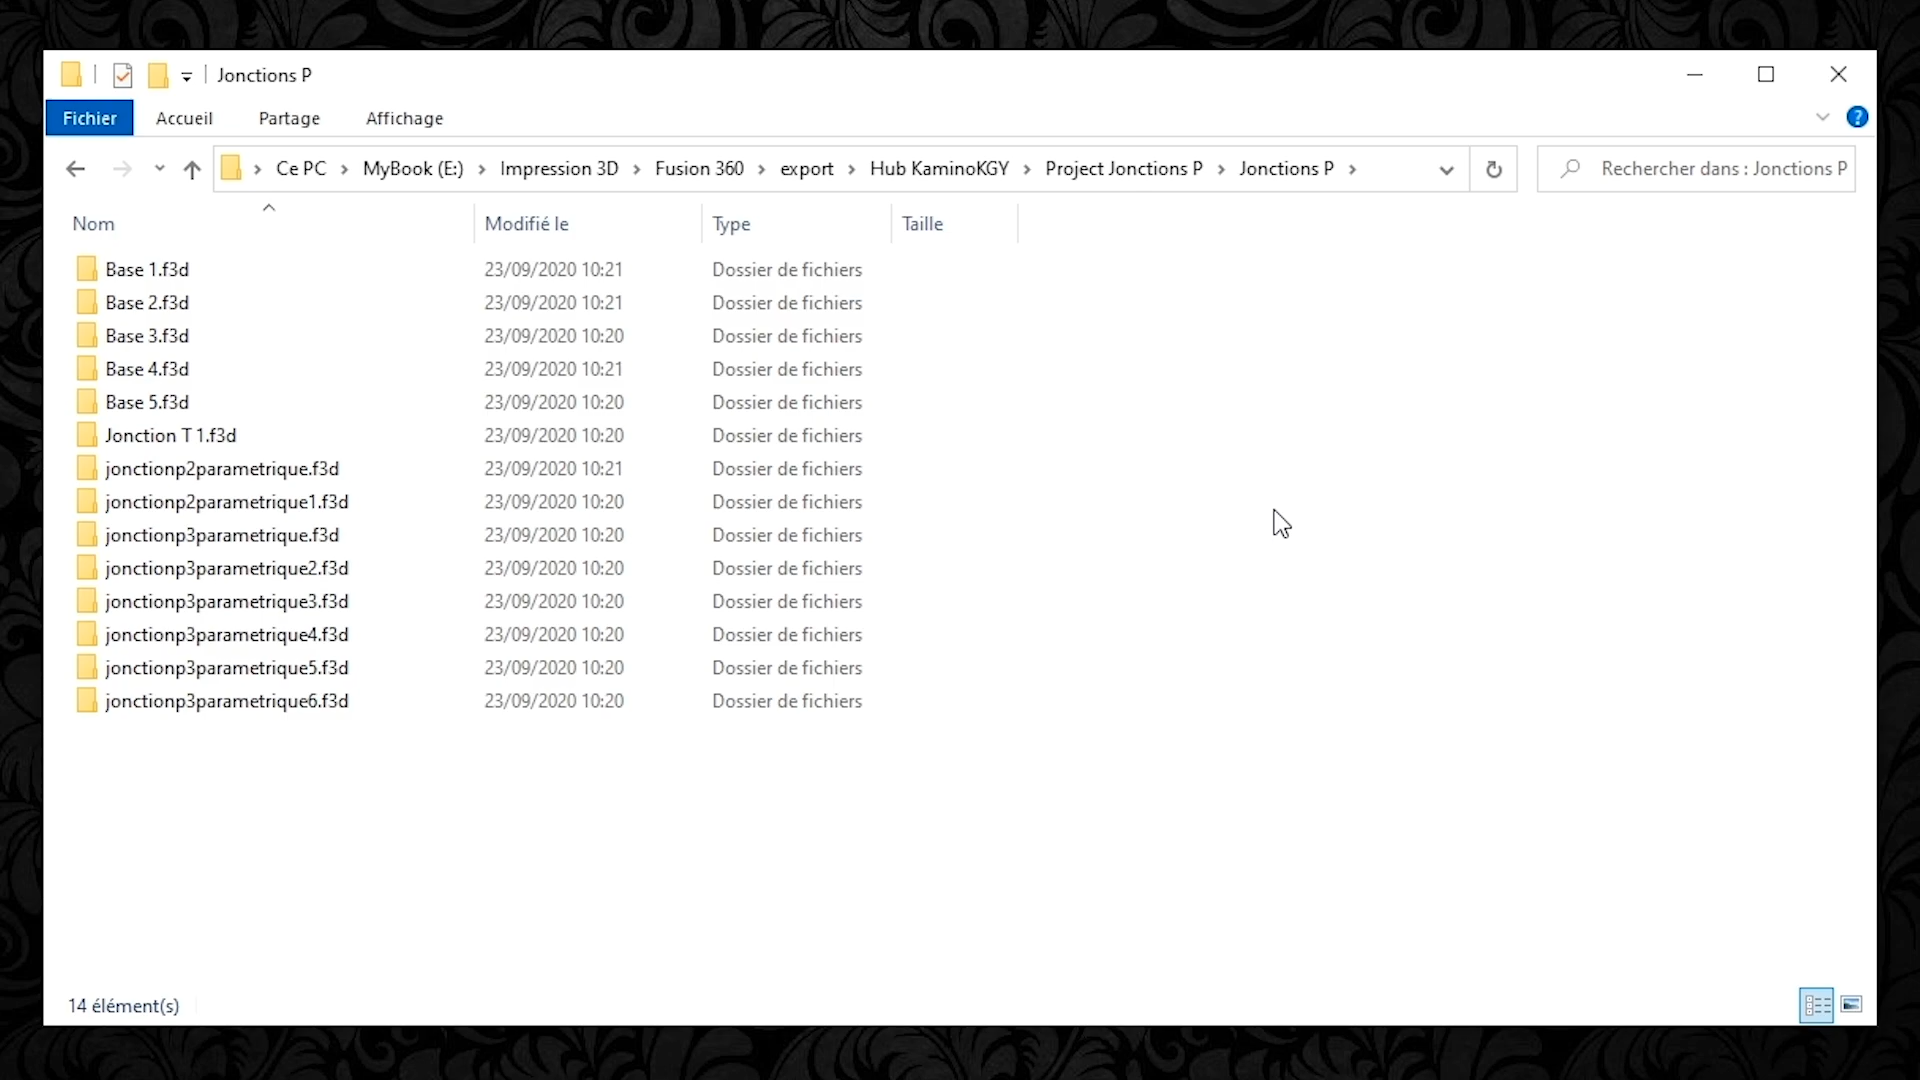 Jonctions P
Fichier Accueil Partage Affichage ?
Ce PC > MyBook (E:) > Impression 3D > Fusion 360 > export > Hub KaminoKGY > Project Jonctions P > Jonctions P > Rechercher dans : Jonctions P
Nom Modifié le Type Taille
Base 1.f3d 23/09/2020 10:21 Dossier de fichiers
Base 2.f3d 23/09/2020 10:21 Dossier de fichiers
Base 3.f3d 23/09/2020 10:20 Dossier de fichiers
Base 4.f3d 23/09/2020 10:21 Dossier de fichiers
Base 5.f3d 23/09/2020 10:20 Dossier de fichiers
Jonction T 1.f3d 23/09/2020 10:20 Dossier de fichiers
jonctionp2parametrique.f3d 23/09/2020 10:21 Dossier de fichiers
jonctionp2parametrique1.f3d 23/09/2020 10:20 Dossier de fichiers
jonctionp3parametrique.f3d 23/09/2020 10:20 Dossier de fichiers
jonctionp3parametrique2.f3d 23/09/2020 10:20 Dossier de fichiers
jonctionp3parametrique3.f3d 23/09/2020 10:20 Dossier de fichiers
jonctionp3parametrique4.f3d 23/09/2020 10:20 Dossier de fichiers
jonctionp3parametrique5.f3d 23/09/2020 10:20 Dossier de fichiers
jonctionp3parametrique6.f3d 23/09/2020 10:20 Dossier de fichiers
14 élément(s)